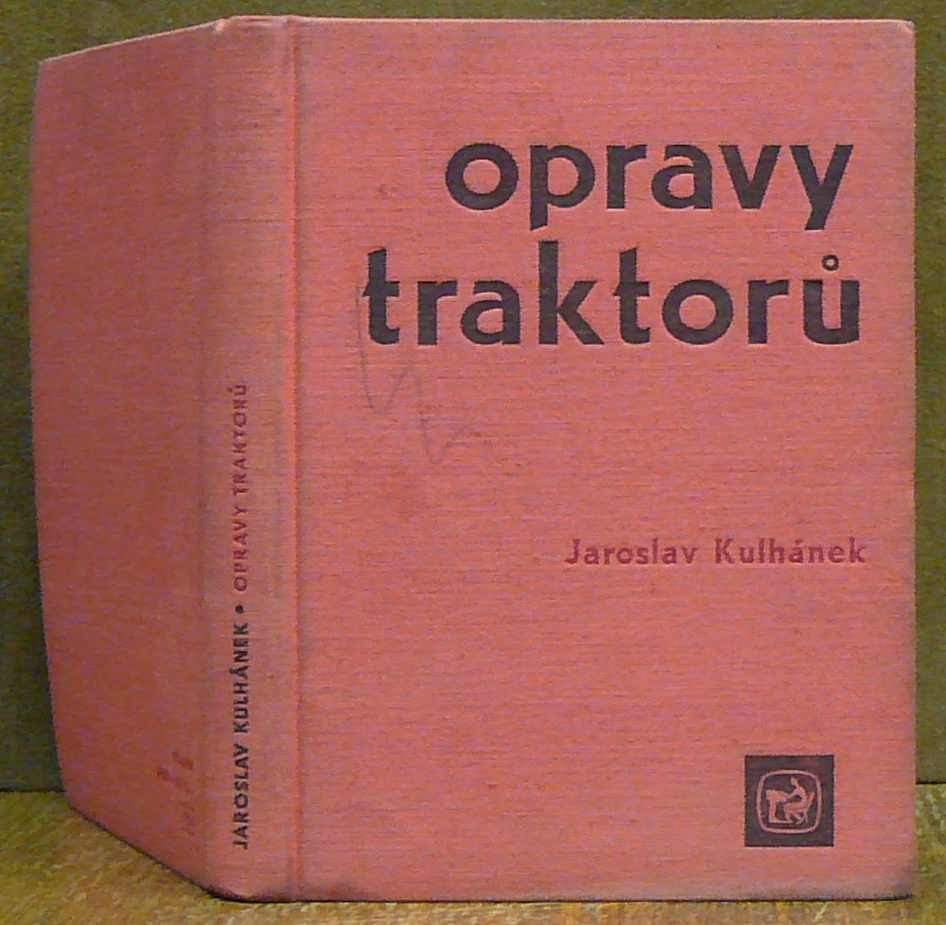 opravy
traktorů
Jaroslav Kulhánek
JAROSLAV KULHÁNEK • OPRAVY TRAKTORŮ